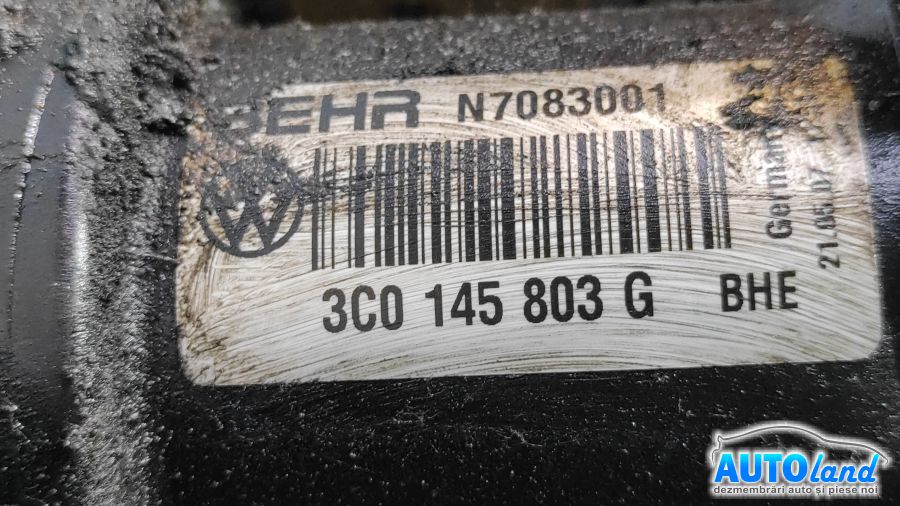 BEHR N7083001
3C0 145 803 G BHE
Germany
21.05.07
AUTOland
dezmembrări auto și piese noi